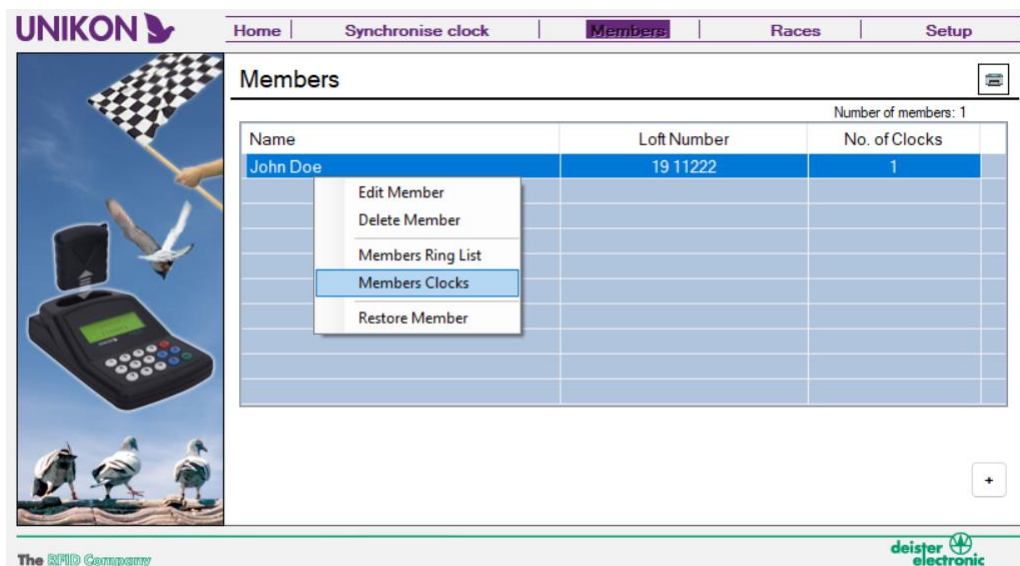 UNIKON
Home Synchronise clock Members Races Setup
Members
Number of members: 1
Name Loft Number No. of Clocks
John Doe 19 11222 1
Edit Member
Delete Member
Members Ring List
Members Clocks
Restore Member
+
The RFID Company
deister
electronic